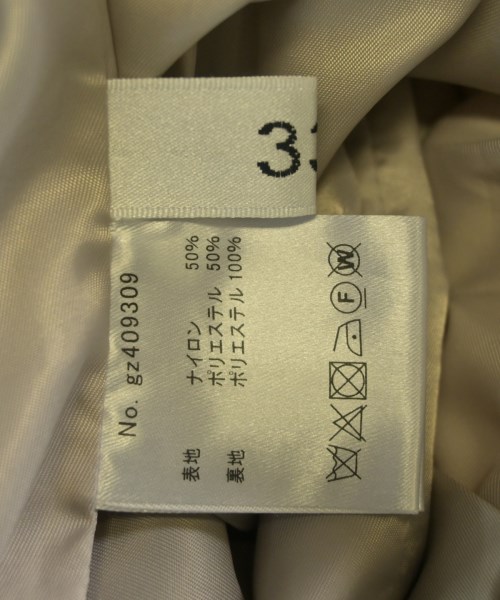 3
No. gz409309
表地 ナイロン 50%
ポリエステル 50%
裏地 ポリエステル 100%
F
W